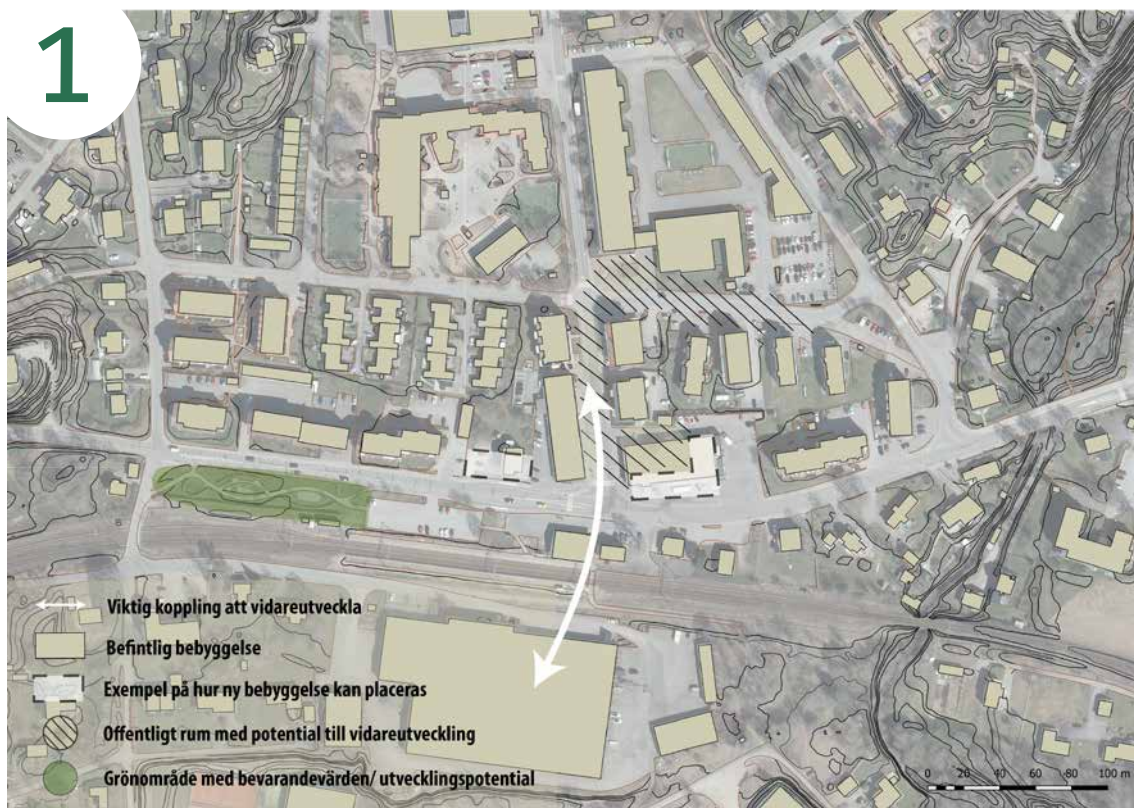 1
Viktig koppling att vidareutveckla
Befintlig bebyggelse
Exempel på hur ny bebyggelse kan placeras
Offentligt rum med potential till vidareutveckling
Grönområde med bevarandevärden/ utvecklingspotential
0 20 40 60 80 100 m